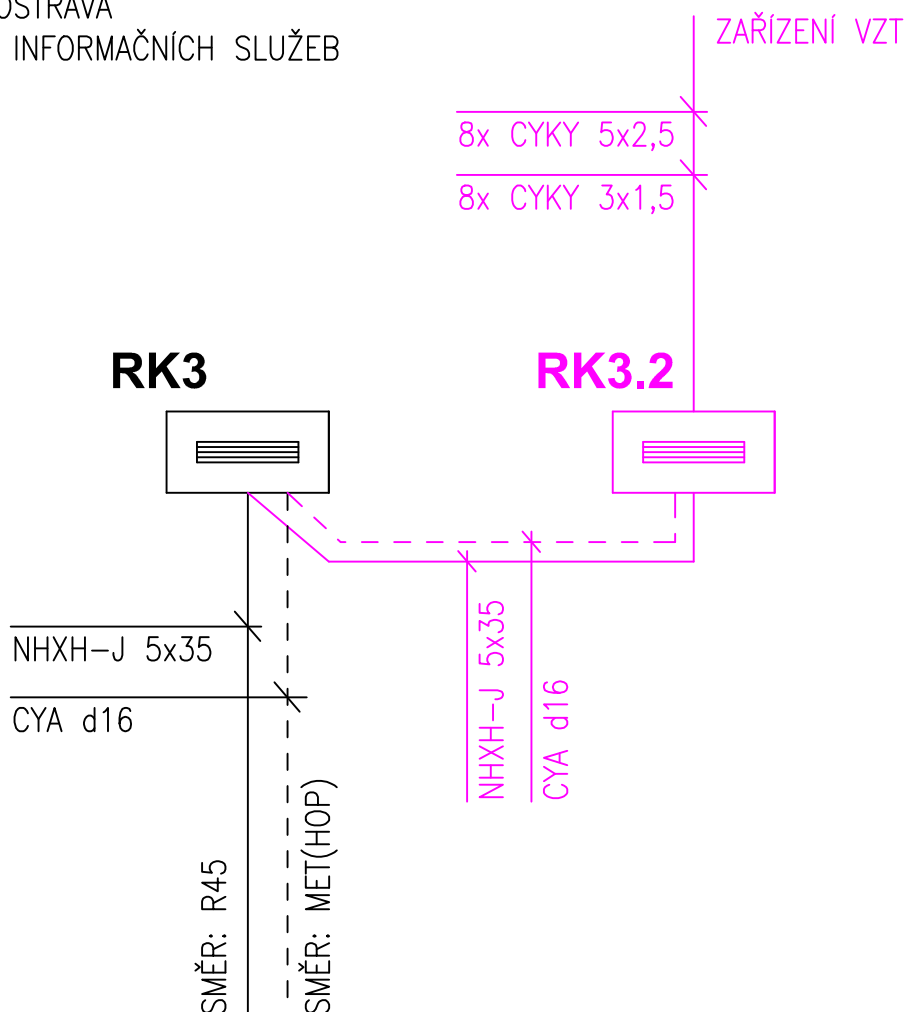 OSTRAVA
INFORMAČNÍCH SLUŽEB
ZAŘÍZENÍ VZT
8x CYKY 5x2,5
8x CYKY 3x1,5
RK3
RK3.2
NHXH-J 5x35
CYA d16
NHXH-J 5x35
CYA d16
SMĚR: R45
SMĚR: MET(HOP)